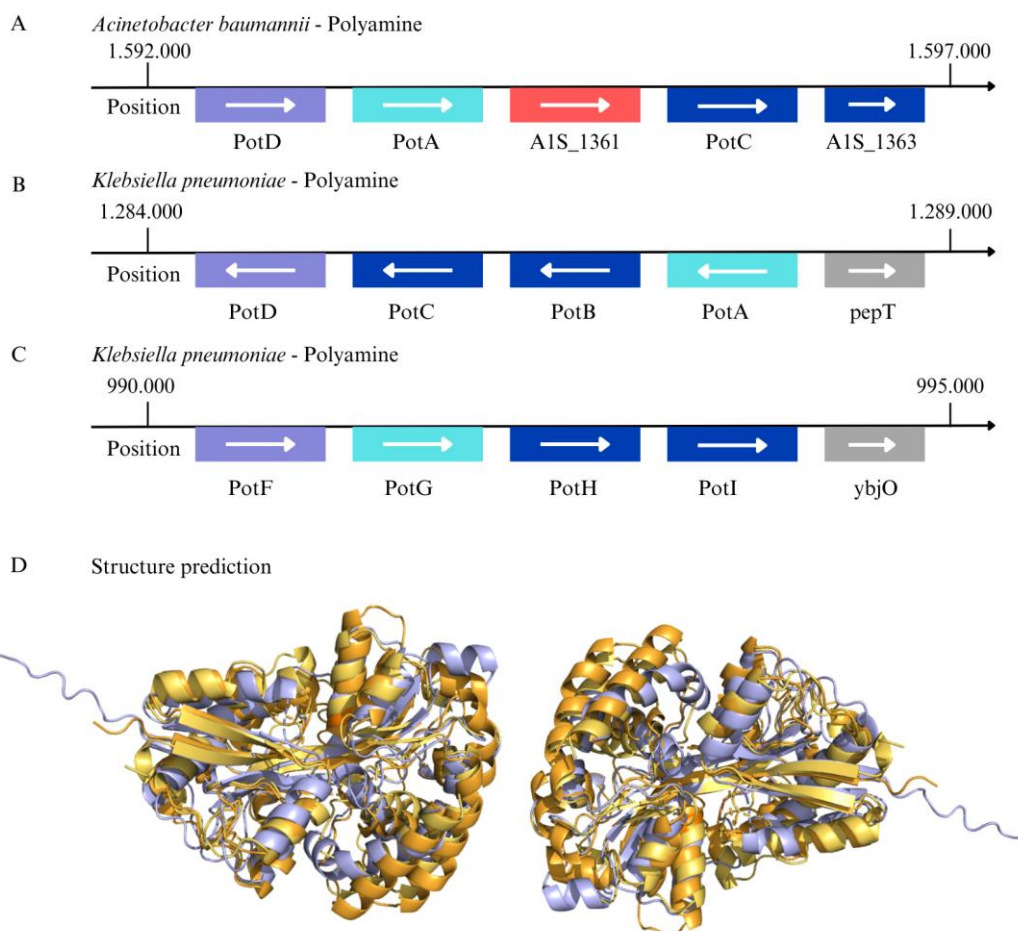 A Acinetobacter baumannii - Polyamine
1.592.000 1.597.000
Position
PotD PotA A1S_1361 PotC A1S_1363
B Klebsiella pneumoniae - Polyamine
1.284.000 1.289.000
Position
PotD PotC PotB PotA pepT
C Klebsiella pneumoniae - Polyamine
990.000 995.000
Position
PotF PotG PotH PotI ybjO
D Structure prediction